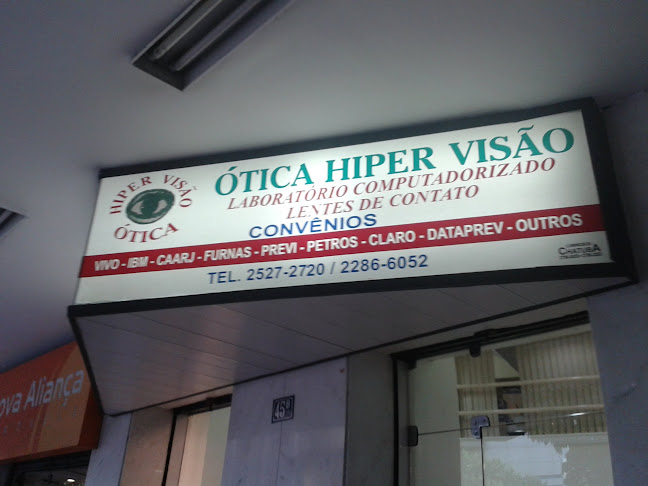 HIPER VISÃO
ÓTICA
ÓTICA HIPER VISÃO
LABORATÓRIO COMPUTADORIZADO
LENTES DE CONTATO
CONVÊNIOS
VIVO - IBM - CAARJ - FURNAS - PREVI - PETROS - CLARO - DATAPREV - OUTROS
TEL. 2527-2720 / 2286-6052
CHATUBA
ova Aliança